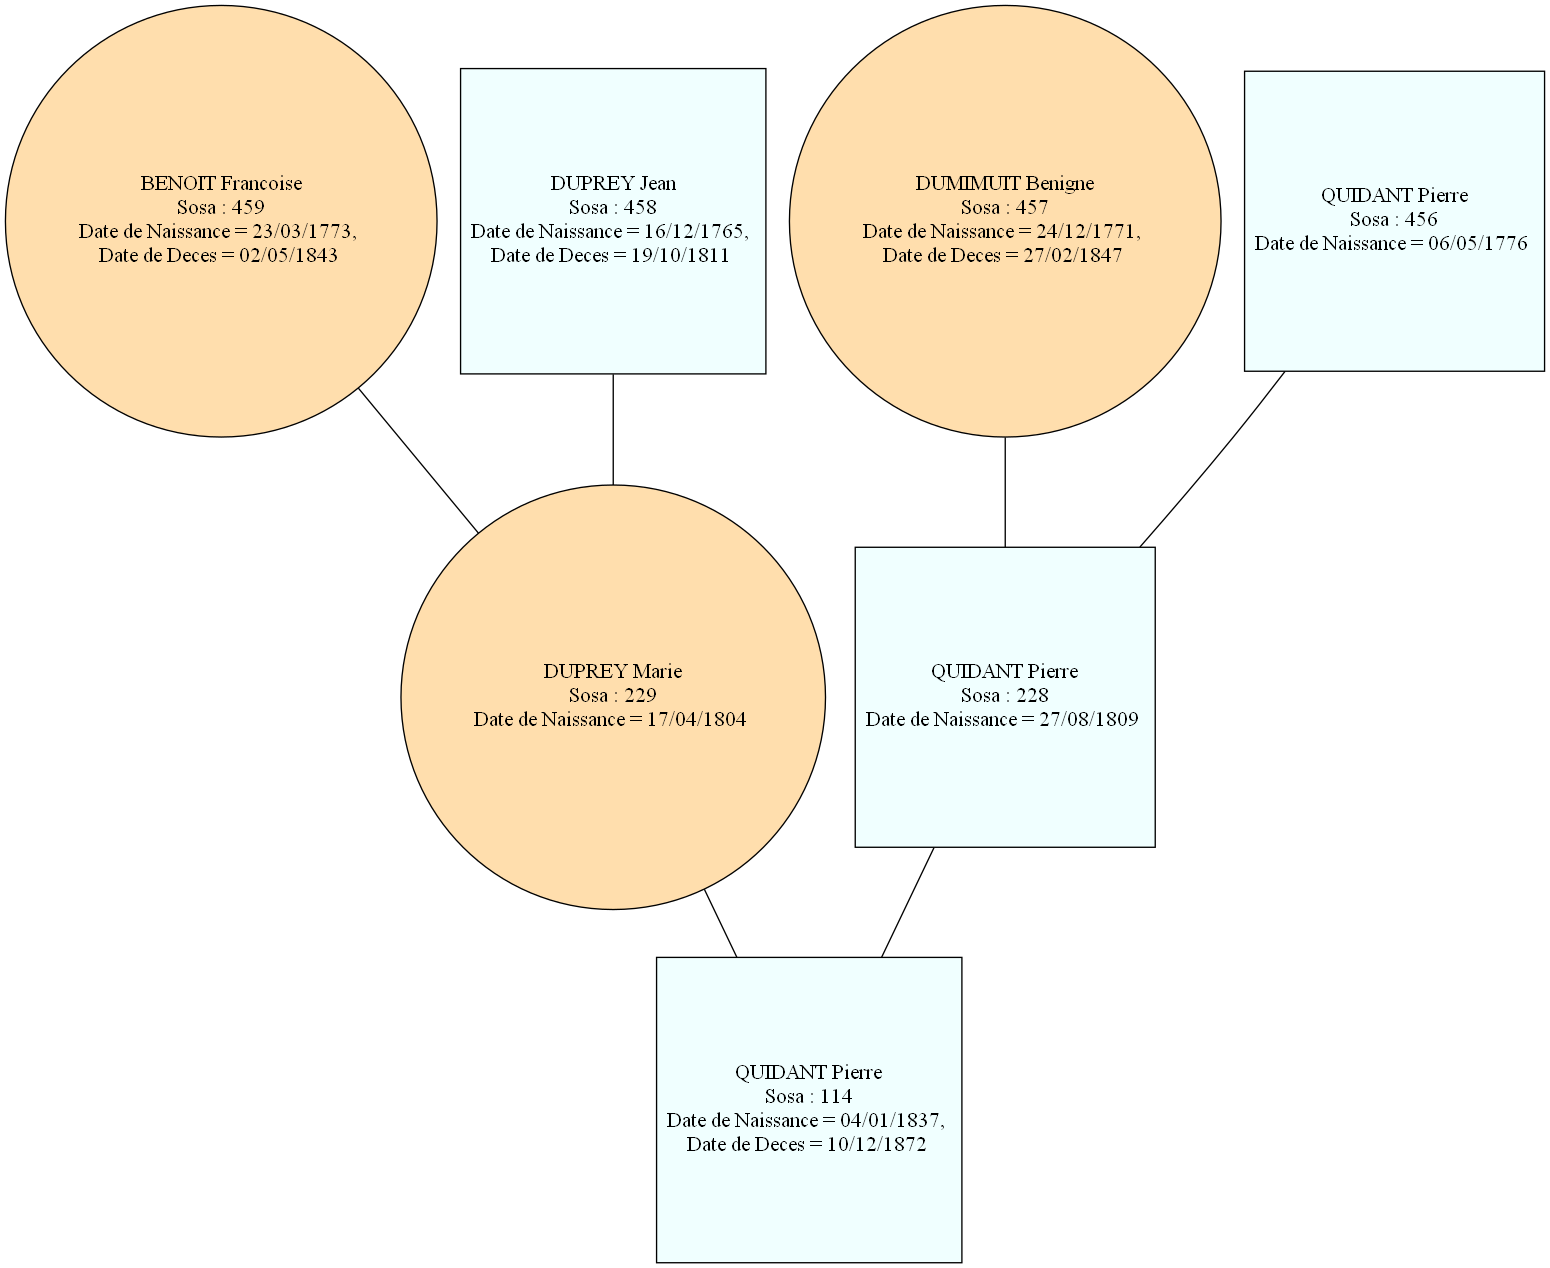 BENOIT Francoise
Sosa : 459
Date de Naissance = 23/03/1773,
Date de Deces = 02/05/1843
DUPREY Jean
Sosa : 458
Date de Naissance = 16/12/1765,
Date de Deces = 19/10/1811
DUMIMUIT Benigne
Sosa : 457
Date de Naissance = 24/12/1771,
Date de Deces = 27/02/1847
QUIDANT Pierre
Sosa : 456
Date de Naissance = 06/05/1776
DUPREY Marie
Sosa : 229
Date de Naissance = 17/04/1804
QUIDANT Pierre
Sosa : 228
Date de Naissance = 27/08/1809
QUIDANT Pierre
Sosa : 114
Date de Naissance = 04/01/1837,
Date de Deces = 10/12/1872